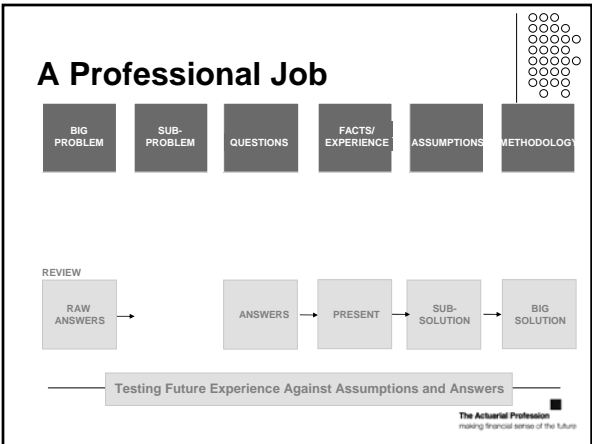 A Professional Job
BIG
PROBLEM
SUB-
PROBLEM
QUESTIONS
FACTS/
EXPERIENCE
ASSUMPTIONS
METHODOLOGY
REVIEW
RAW
ANSWERS
ANSWERS
PRESENT
SUB-
SOLUTION
BIG
SOLUTION
Testing Future Experience Against Assumptions and Answers
The Actuarial Profession
making financial sense of the future